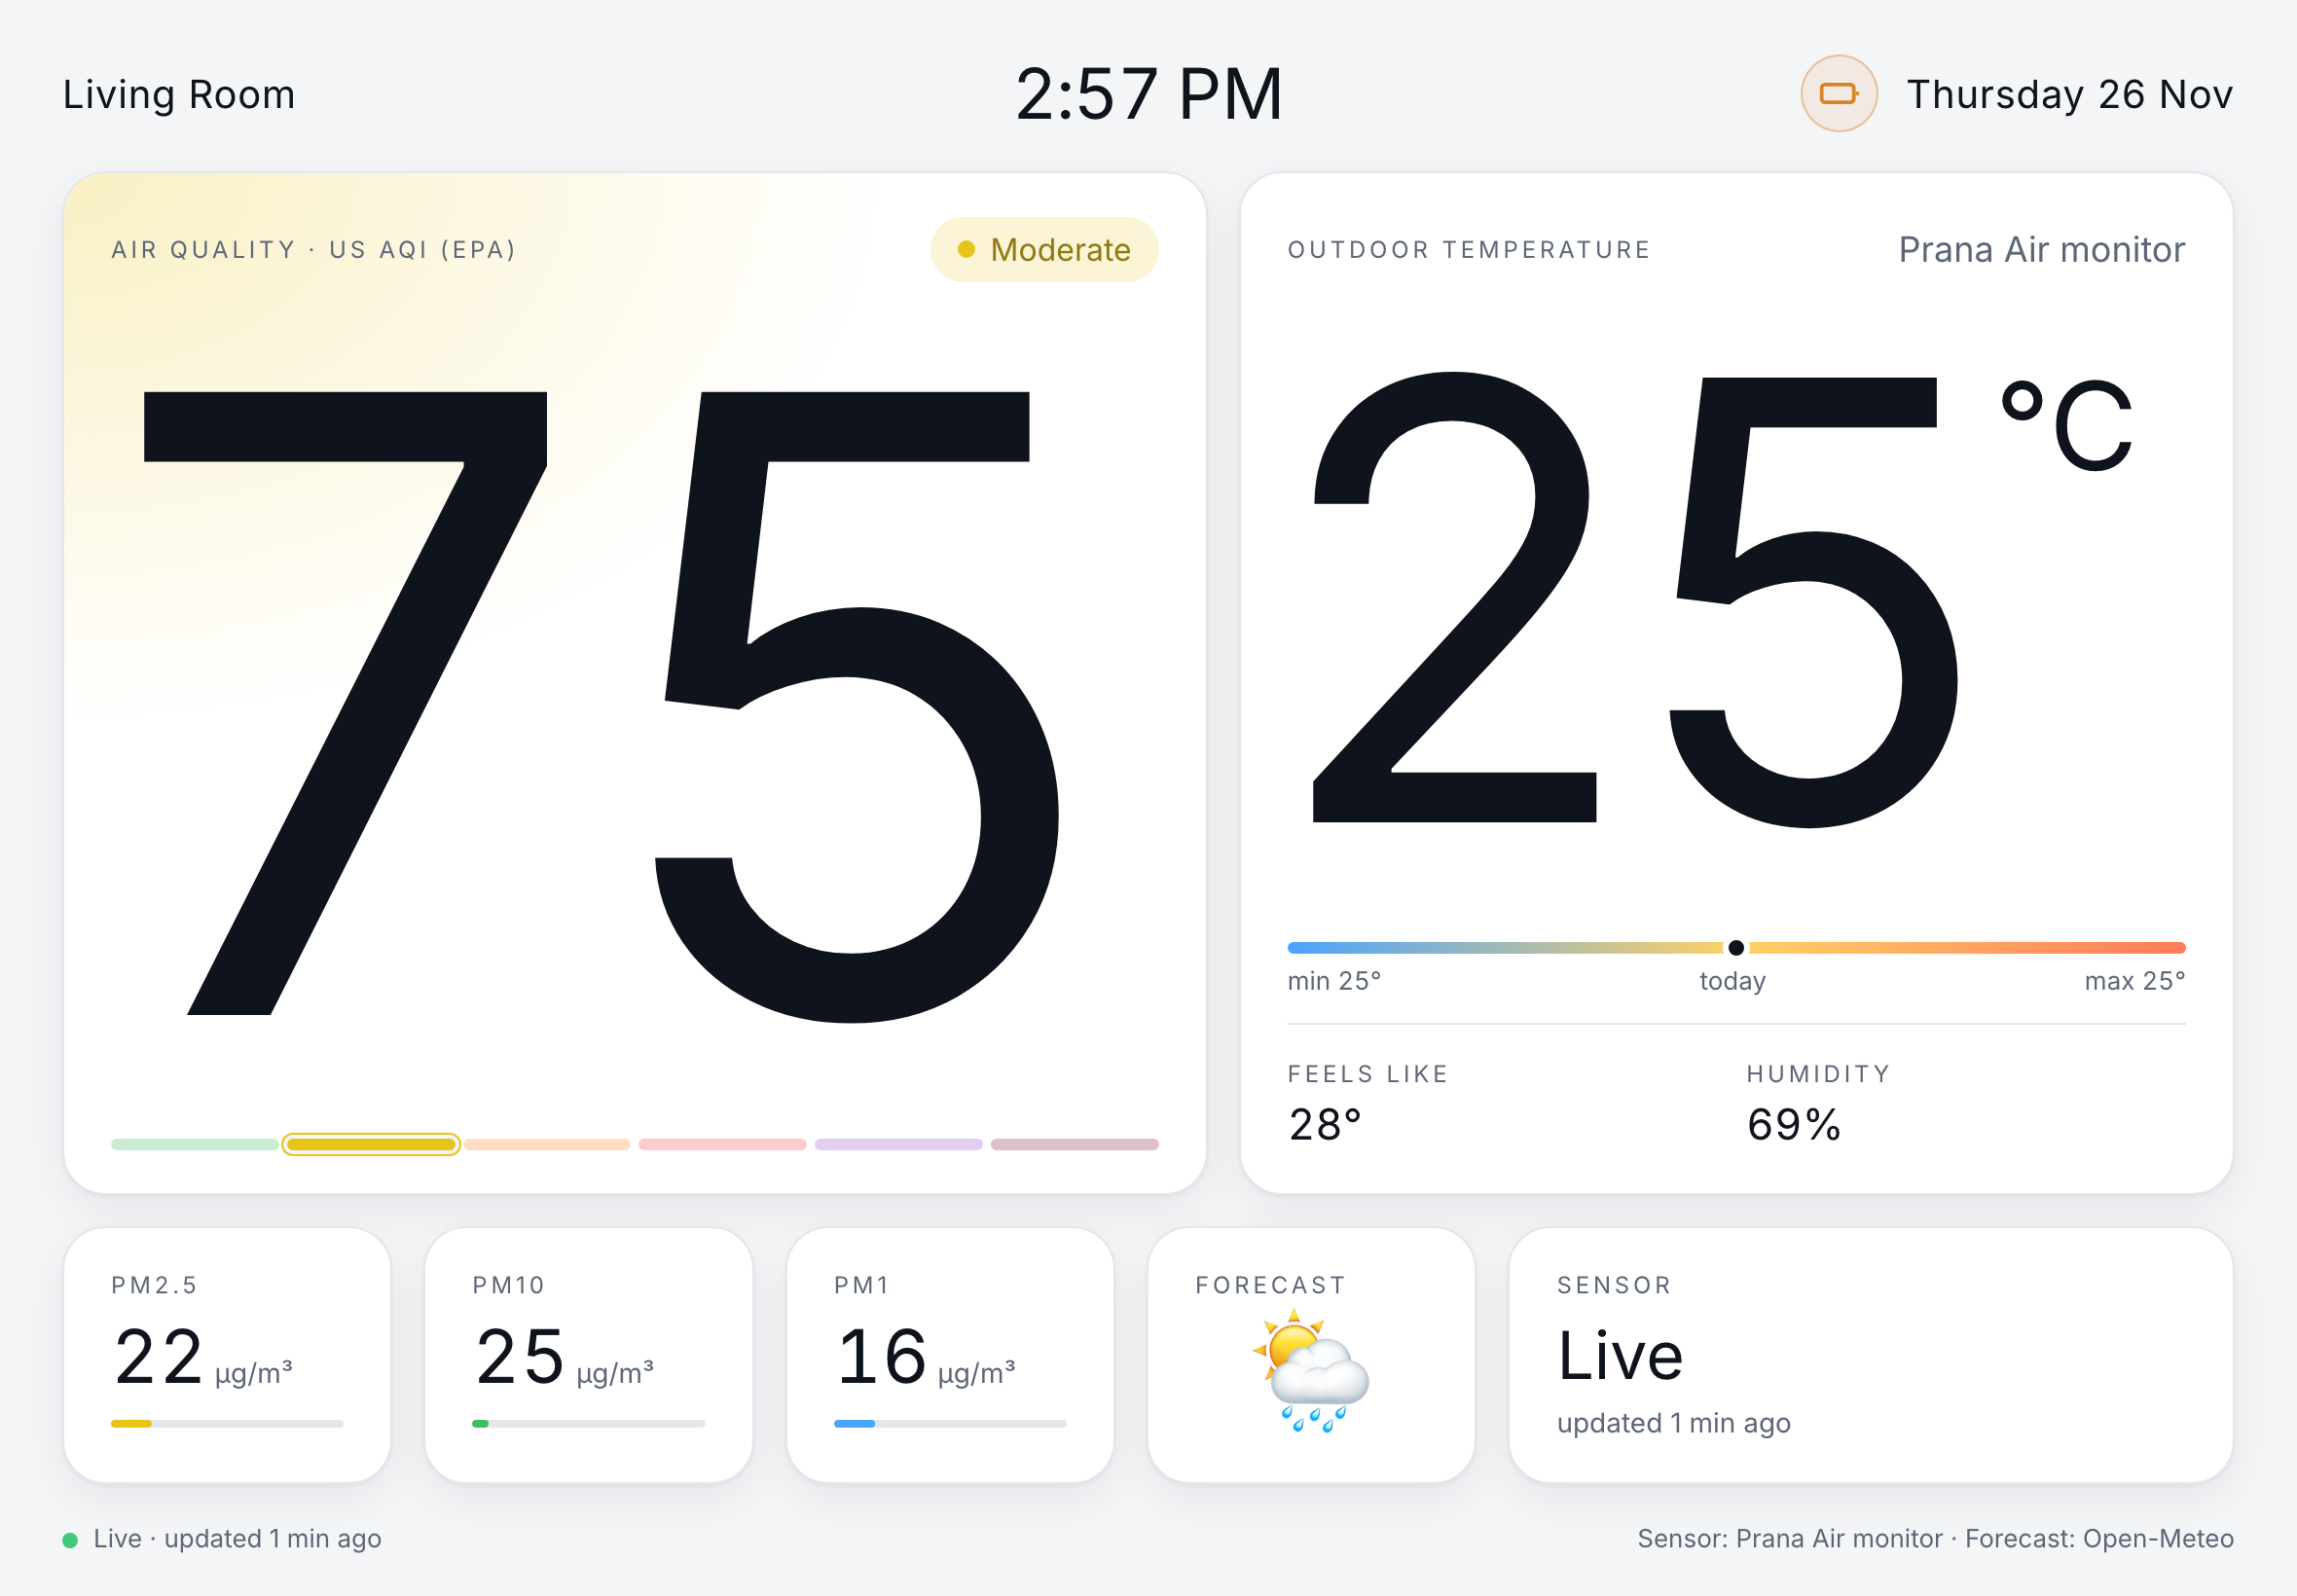 Living Room
2:57 PM
Thursday 26 Nov
AIR QUALITY · US AQI (EPA)
Moderate
75
OUTDOOR TEMPERATURE
Prana Air monitor
25°C
min 25°
today
max 25°
FEELS LIKE
28°
HUMIDITY
69%
PM2.5
22 µg/m³
PM10
25 µg/m³
PM1
16 µg/m³
FORECAST
SENSOR
Live
updated 1 min ago
Live · updated 1 min ago
Sensor: Prana Air monitor · Forecast: Open-Meteo